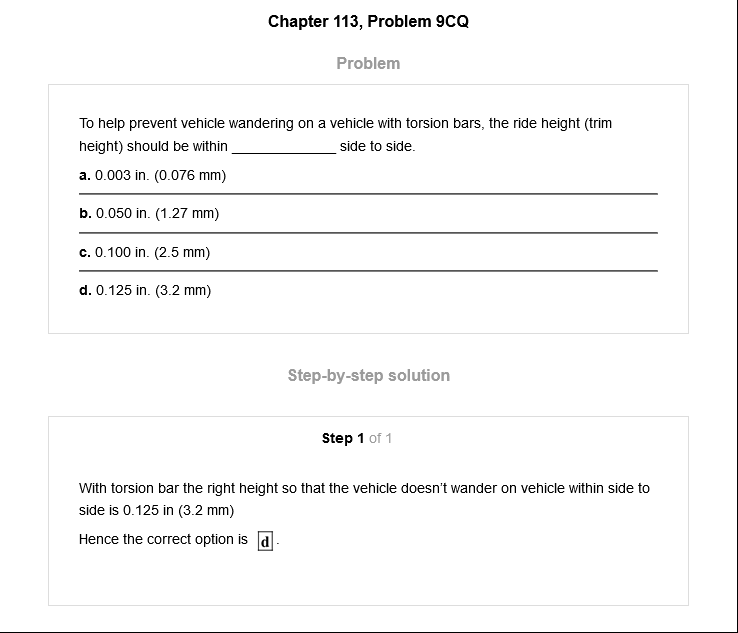 Chapter 113, Problem 9CQ
Problem
To help prevent vehicle wandering on a vehicle with torsion bars, the ride height (trim
height) should be within _____________ side to side.
a. 0.003 in. (0.076 mm)
b. 0.050 in. (1.27 mm)
c. 0.100 in. (2.5 mm)
d. 0.125 in. (3.2 mm)
Step-by-step solution
Step 1 of 1
With torsion bar the right height so that the vehicle doesn't wander on vehicle within side to
side is 0.125 in (3.2 mm)
Hence the correct option is d.